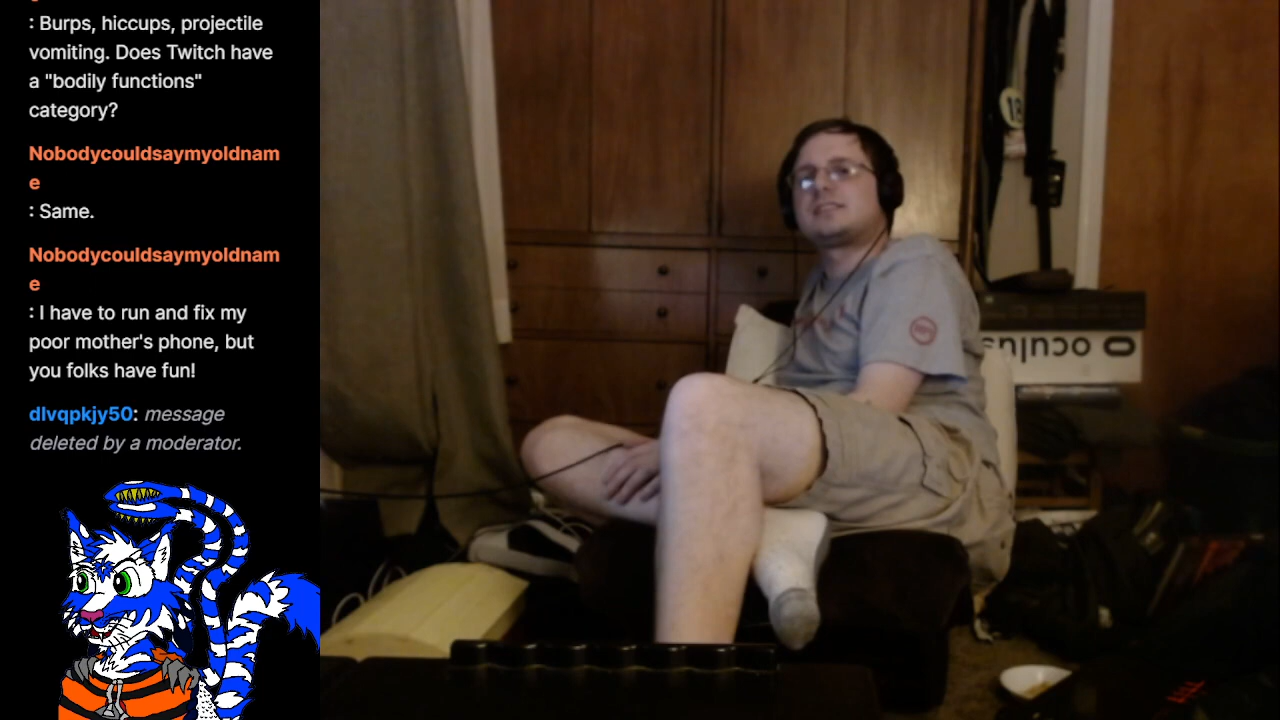 : Burps, hiccups, projectile
vomiting. Does Twitch have
a "bodily functions"
category?
Nobodycouldsaymyoldnam
e
: Same.
Nobodycouldsaymyoldnam
e
: I have to run and fix my
poor mother's phone, but
you folks have fun!
dlvqpkjy50: message
deleted by a moderator.
18
oculus